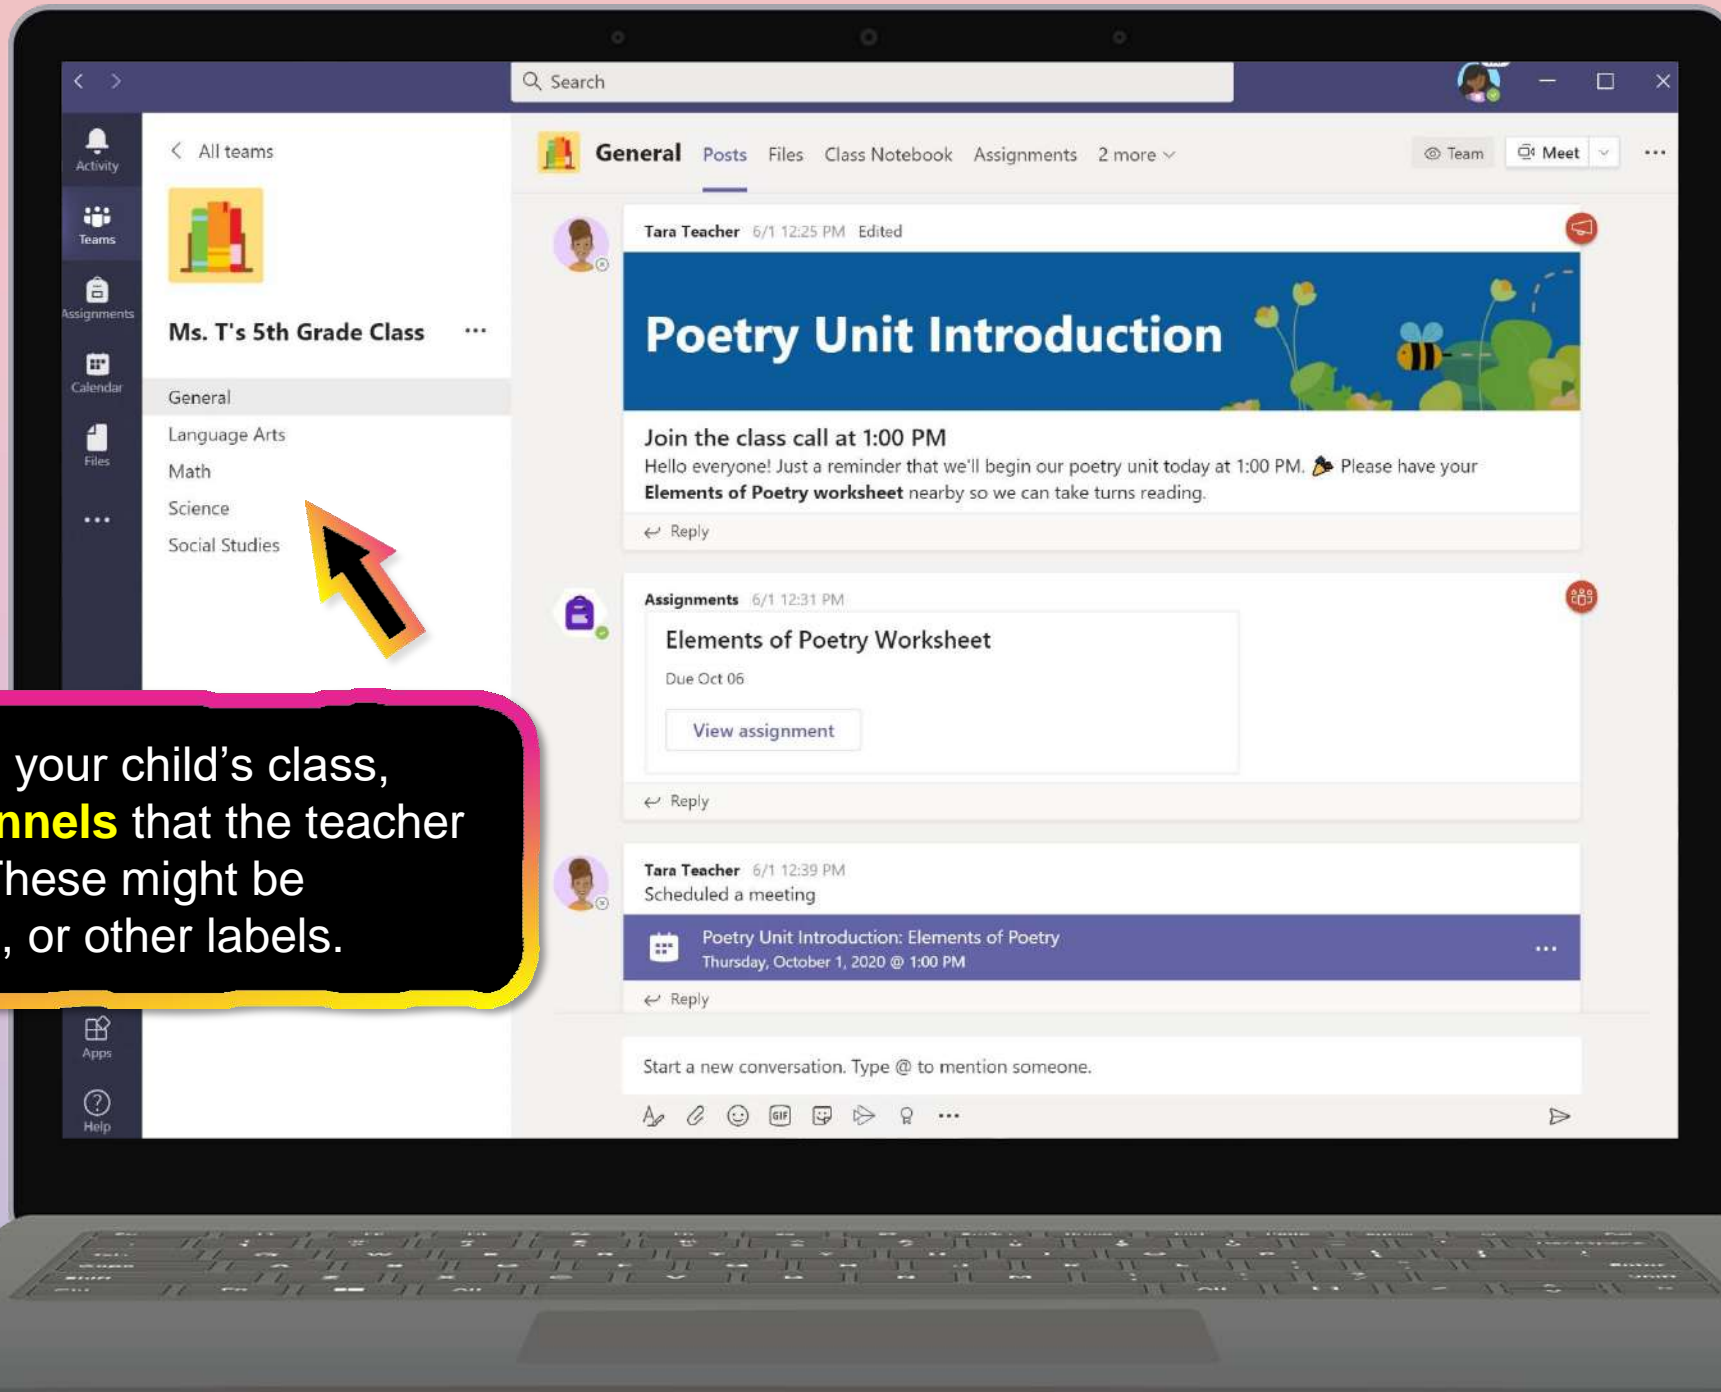 Search
Activity
Teams
Assignments
Calendar
Files
Apps
Help
All teams
Ms. T's 5th Grade Class
General
Language Arts
Math
Science
Social Studies
General Posts Files Class Notebook Assignments 2 more
Team Meet
Tara Teacher 6/1 12:25 PM Edited
Poetry Unit Introduction
Join the class call at 1:00 PM
Hello everyone! Just a reminder that we'll begin our poetry unit today at 1:00 PM. 🎉 Please have your
Elements of Poetry worksheet nearby so we can take turns reading.
Reply
Assignments 6/1 12:31 PM
Elements of Poetry Worksheet
Due Oct 06
View assignment
Reply
Tara Teacher 6/1 12:39 PM
Scheduled a meeting
Poetry Unit Introduction: Elements of Poetry
Thursday, October 1, 2020 @ 1:00 PM
Reply
Start a new conversation. Type @ to mention someone.
GIF
your child’s class,
nnels that the teacher
These might be
, or other labels.